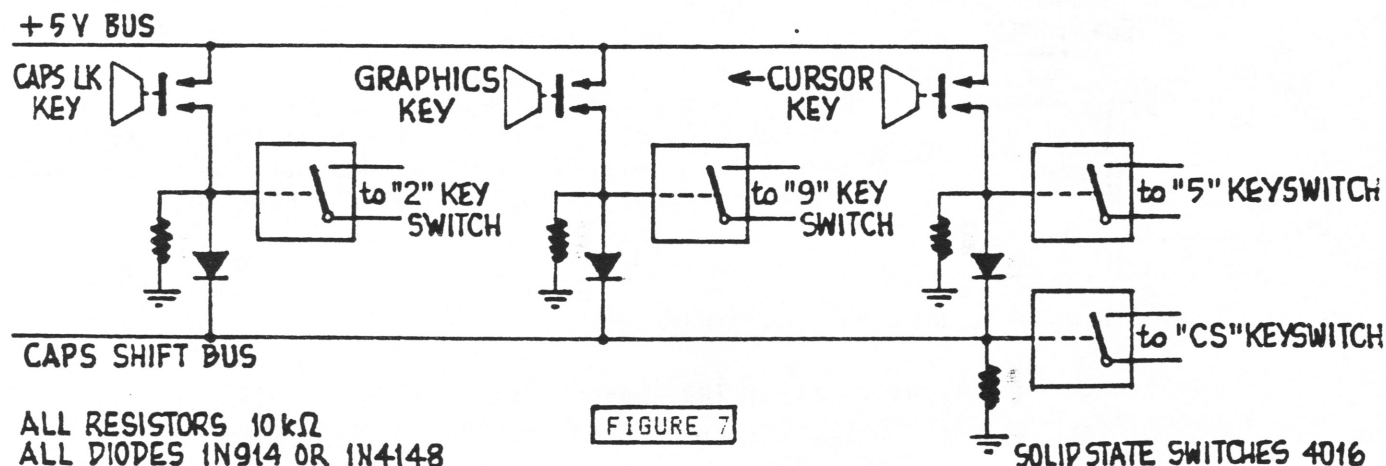 +5V BUS
CAPS LK
KEY
GRAPHICS
KEY
← CURSOR
KEY
to "2" KEY
SWITCH
to "9" KEY
SWITCH
to "5" KEYSWITCH
CAPS SHIFT BUS
to "CS" KEYSWITCH
ALL RESISTORS 10kΩ
ALL DIODES 1N914 OR 1N4148
FIGURE 7
SOLID STATE SWITCHES 4016